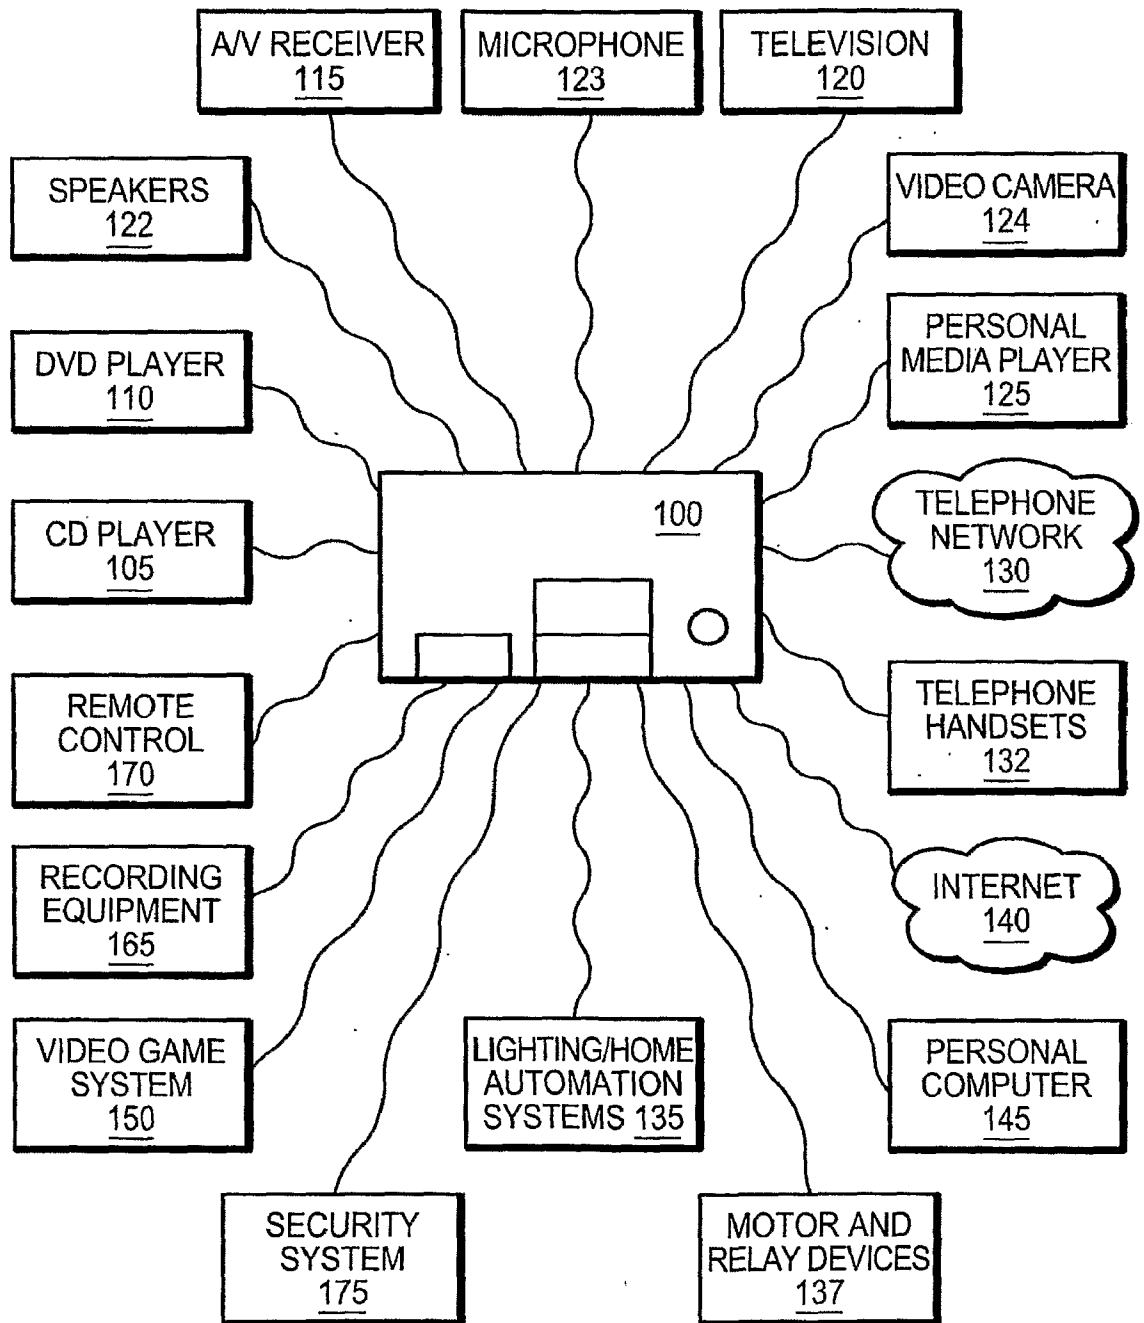 A/V RECEIVER
115
MICROPHONE
123
TELEVISION
120
SPEAKERS
122
VIDEO CAMERA
124
DVD PLAYER
110
PERSONAL
MEDIA PLAYER
125
100
CD PLAYER
105
TELEPHONE
NETWORK
130
REMOTE
CONTROL
170
TELEPHONE
HANDSETS
132
RECORDING
EQUIPMENT
165
INTERNET
140
VIDEO GAME
SYSTEM
150
LIGHTING/HOME
AUTOMATION
SYSTEMS 135
PERSONAL
COMPUTER
145
SECURITY
SYSTEM
175
MOTOR AND
RELAY DEVICES
137